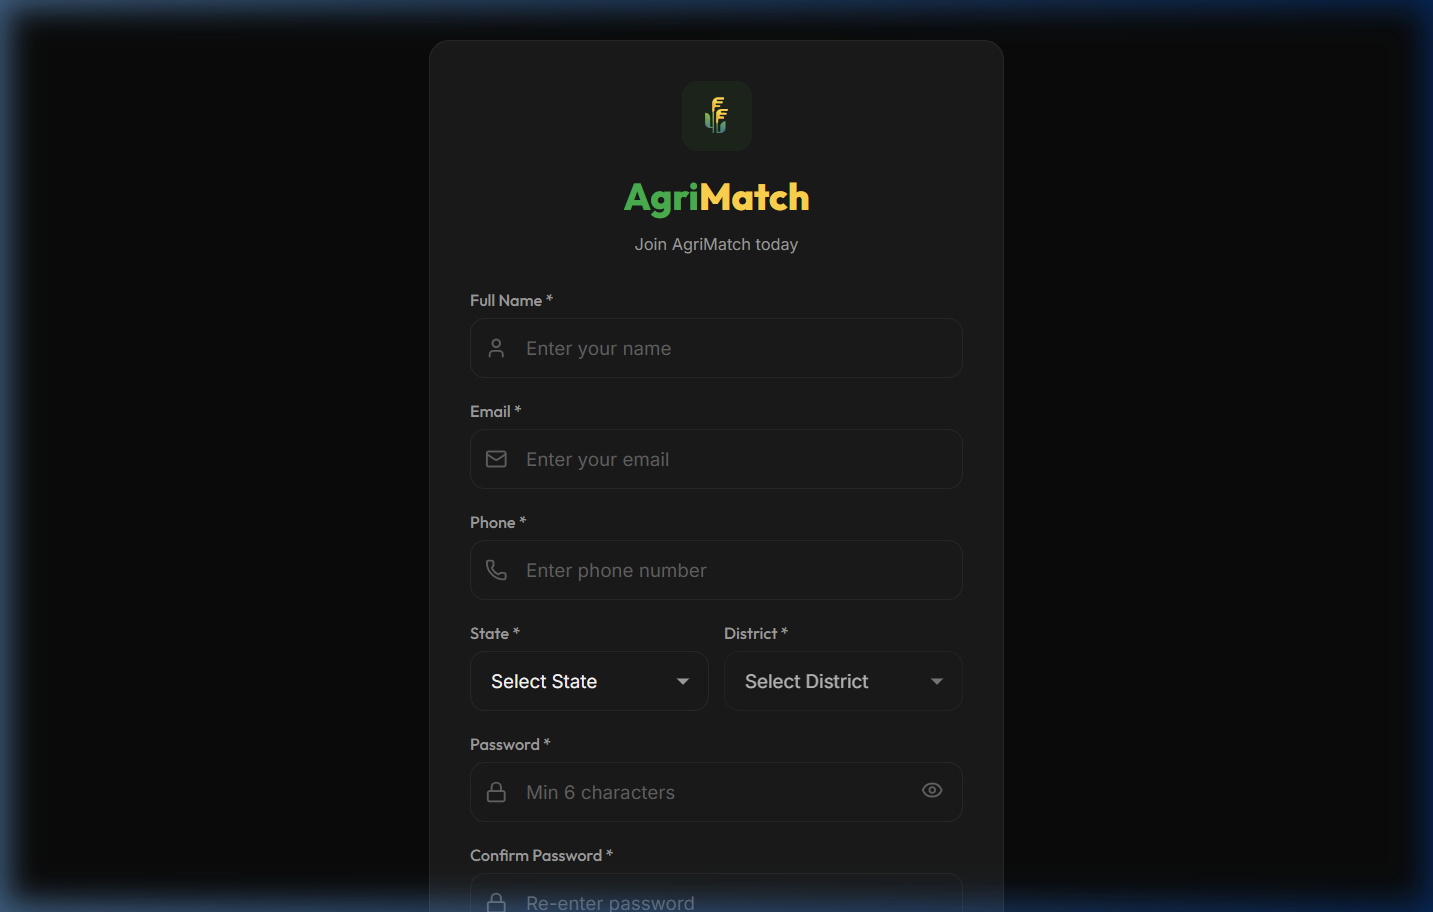 AgriMatch
Join AgriMatch today
Full Name *
Enter your name
Email *
Enter your email
Phone *
Enter phone number
State * District *
Select State Select District
Password *
Min 6 characters
Confirm Password *
Re-enter password